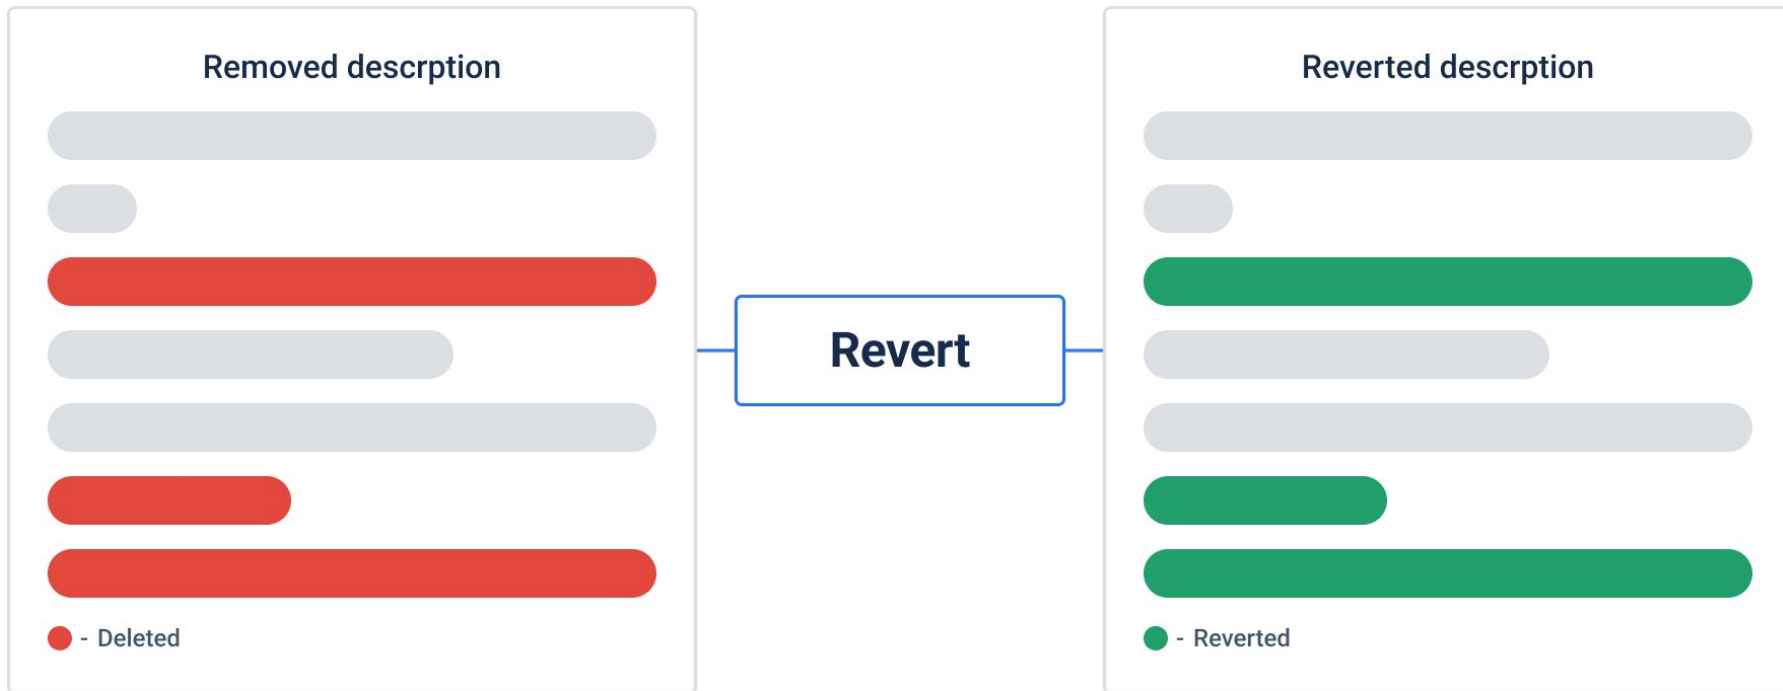 Removed descrption
- Deleted
Revert
Reverted descrption
- Reverted